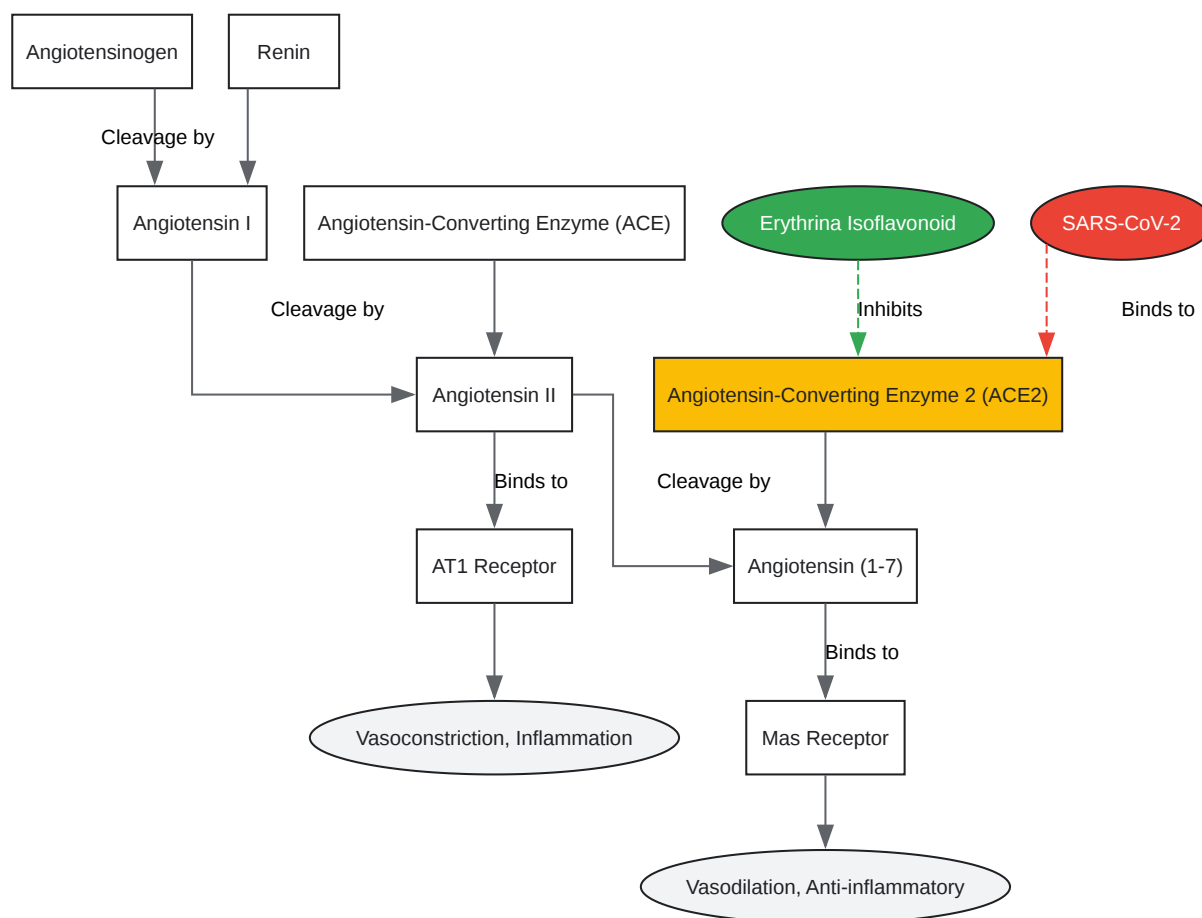 Angiotensinogen
Renin
Cleavage by
Angiotensin I
Angiotensin-Converting Enzyme (ACE)
Erythrina Isoflavonoid
SARS-CoV-2
Cleavage by
Inhibits
Binds to
Angiotensin II
Angiotensin-Converting Enzyme 2 (ACE2)
Binds to
Cleavage by
AT1 Receptor
Angiotensin (1-7)
Binds to
Vasoconstriction, Inflammation
Mas Receptor
Vasodilation, Anti-inflammatory